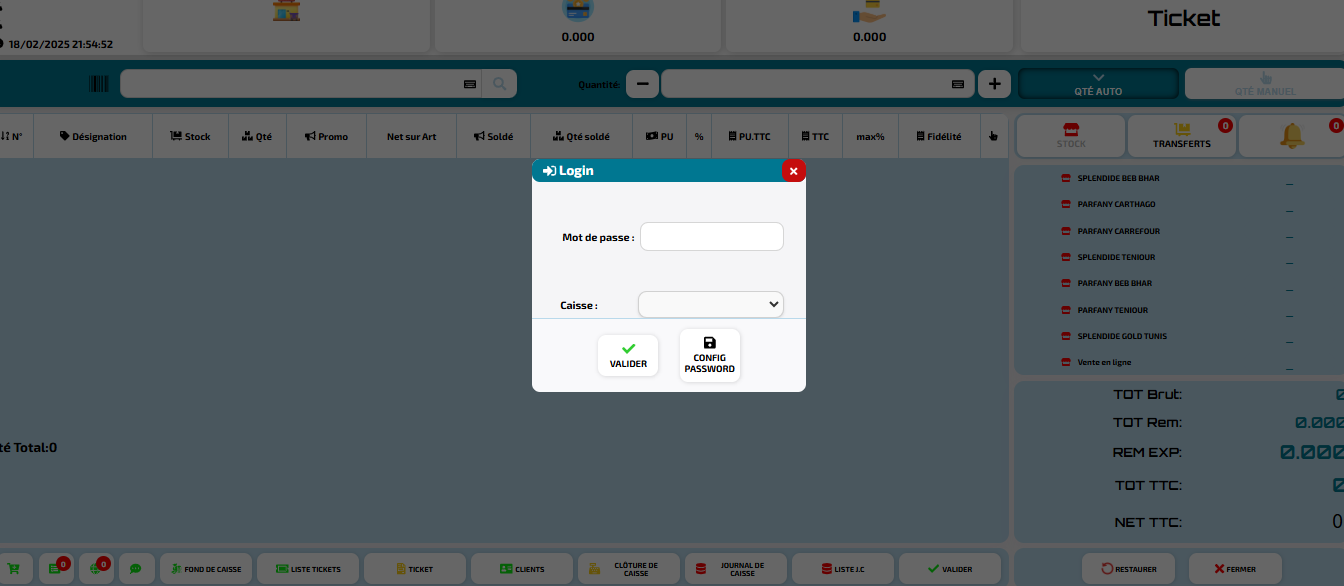 Ticket
0.000
0.000
18/02/2025 21:54:52
Quantité:
QTÉ AUTO
QTÉ MANUEL
N° Désignation Stock Qté Promo Net sur Art Soldé Qté soldé PU % PU.TTC TTC max% Fidélité
STOCK
TRANSFERTS
0
0
Login
Mot de passe :
Caisse :
VALIDER
CONFIG
PASSWORD
SPLENDIDE BEB BHAR _
PARFANY CARTHAGO _
PARFANY CARREFOUR _
SPLENDIDE TENIOUR _
PARFANY BEB BHAR _
PARFANY TENIOUR _
SPLENDIDE GOLD TUNIS _
Vente en ligne _
té Total:0
TOT Brut: 0
TOT Rem: 0.000
REM EXP: 0.000
TOT TTC: 0
NET TTC: 0
0
0
FOND DE CAISSE
LISTE TICKETS
TICKET
CLIENTS
CLÔTURE DE
CAISSE
JOURNAL DE
CAISSE
LISTE J.C
VALIDER
RESTAURER
FERMER